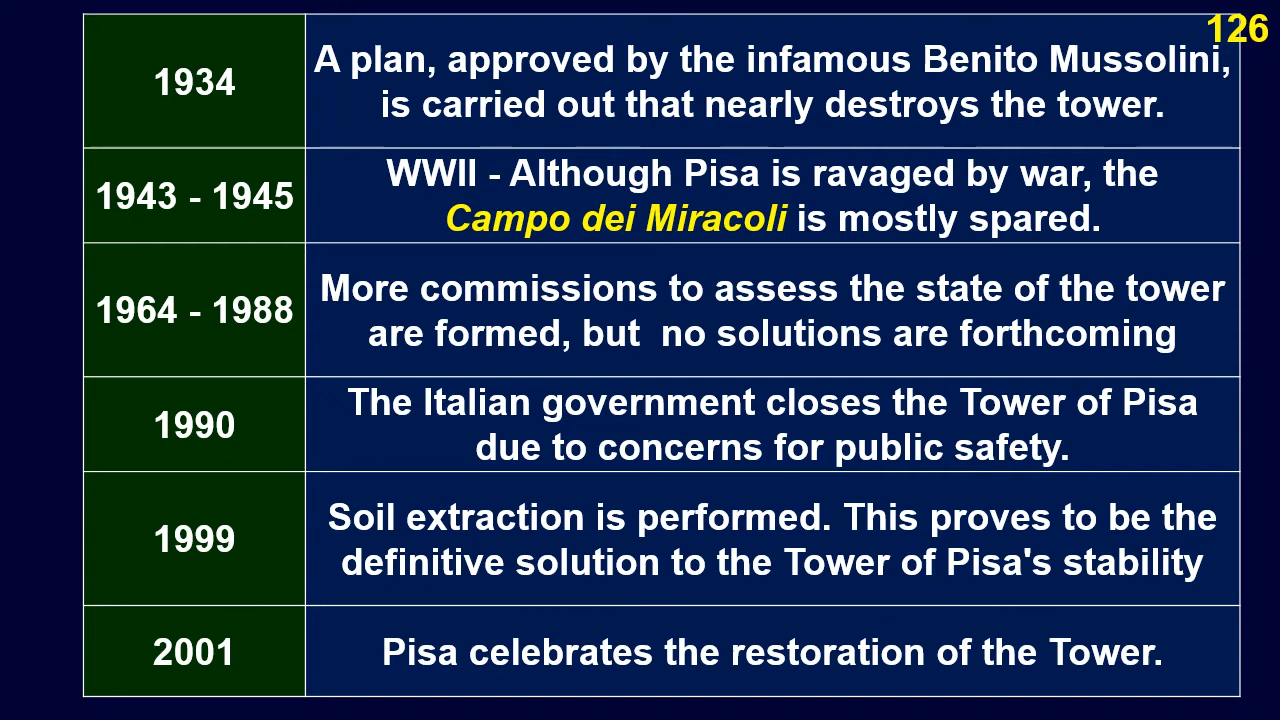 126
1934
A plan, approved by the infamous Benito Mussolini,
is carried out that nearly destroys the tower.
1943 - 1945
WWII - Although Pisa is ravaged by war, the
Campo dei Miracoli is mostly spared.
1964 - 1988
More commissions to assess the state of the tower
are formed, but  no solutions are forthcoming
1990
The Italian government closes the Tower of Pisa
due to concerns for public safety.
1999
Soil extraction is performed. This proves to be the
definitive solution to the Tower of Pisa's stability
2001
Pisa celebrates the restoration of the Tower.